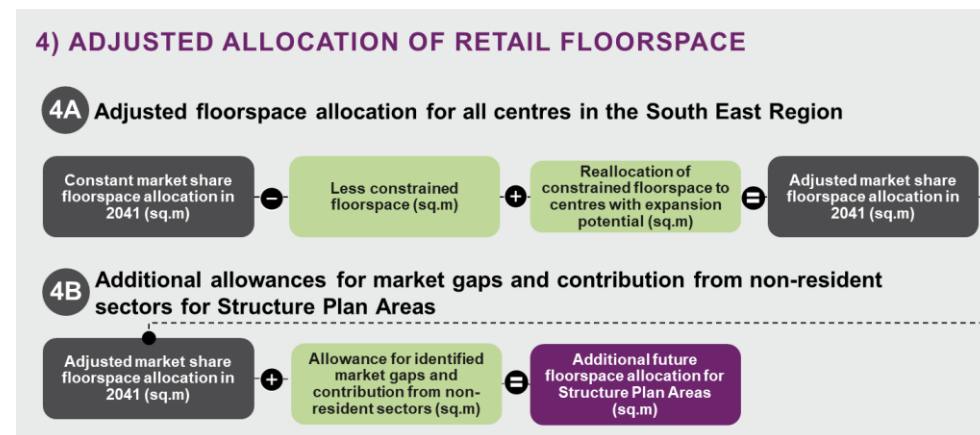 4) ADJUSTED ALLOCATION OF RETAIL FLOORSPACE
4A Adjusted floorspace allocation for all centres in the South East Region
Constant market share
floorspace allocation in
2041 (sq.m)
−
Less constrained
floorspace (sq.m)
+
Reallocation of
constrained floorspace to
centres with expansion
potential (sq.m)
=
Adjusted market share
floorspace allocation in
2041 (sq.m)
4B Additional allowances for market gaps and contribution from non-resident
sectors for Structure Plan Areas
Adjusted market share
floorspace allocation in
2041 (sq.m)
+
Allowance for identified
market gaps and
contribution from non-
resident sectors (sq.m)
=
Additional future
floorspace allocation for
Structure Plan Areas
(sq.m)